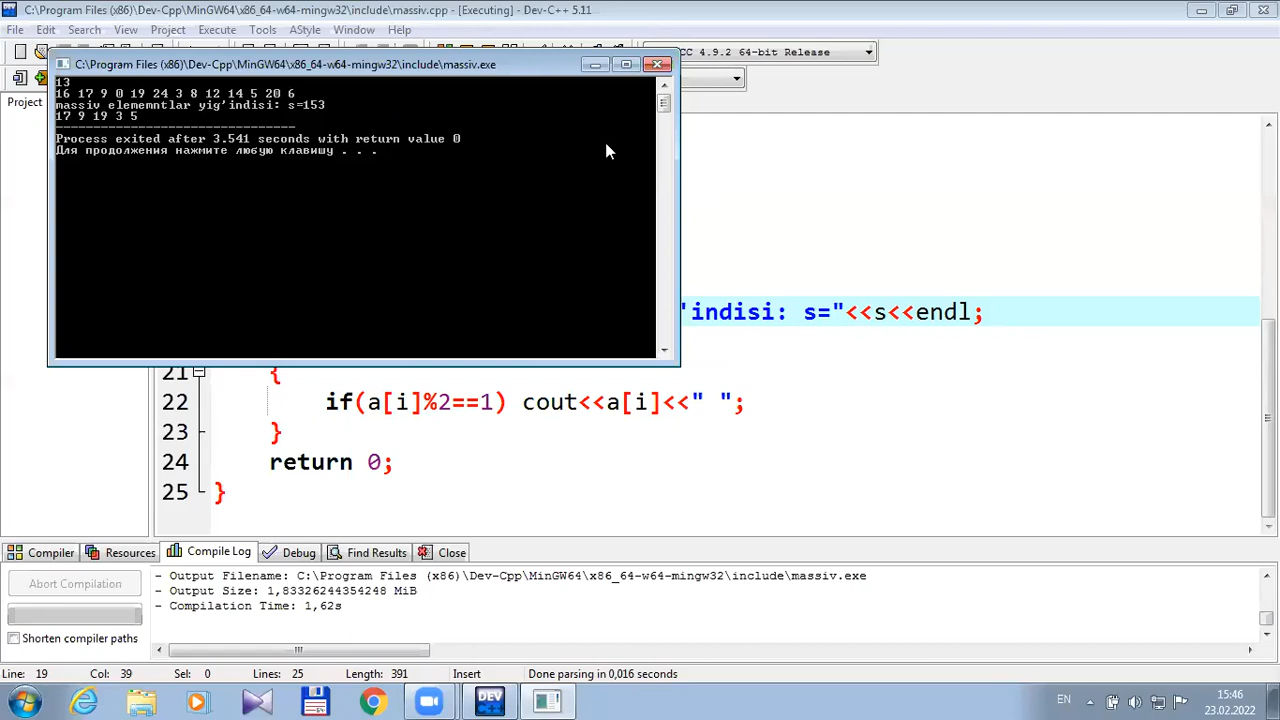 C:\Program Files (x86)\Dev-Cpp\MinGW64\x86_64-w64-mingw32\include\massiv.cpp - [Executing] - Dev-C++ 5.11
File Edit Search View Project Execute Tools AStyle Window Help
CC 4.9.2 64-bit Release
Project
C:\Program Files (x86)\Dev-Cpp\MinGW64\x86_64-w64-mingw32\include\massiv.exe
13
16 17 9 0 19 24 3 8 12 14 5 20 6
massiv elememntlar yig'indisi: s=153
17 9 19 3 5
--------------------------------
Process exited after 3.541 seconds with return value 0
Для продолжения нажмите любую клавишу . . .
'indisi: s="<<s<<endl;
21 {
22 if(a[i]%2==1) cout<<a[i]<<" ";
23 }
24 return 0;
25 }
Compiler Resources Compile Log Debug Find Results Close
Abort Compilation
Shorten compiler paths
- Output Filename: C:\Program Files (x86)\Dev-Cpp\MinGW64\x86_64-w64-mingw32\include\massiv.exe
- Output Size: 1,83326244354248 MiB
- Compilation Time: 1,62s
Line: 19 Col: 39 Sel: 0 Lines: 25 Length: 391 Insert Done parsing in 0,016 seconds
DEV C++
EN
15:46
23.02.2022